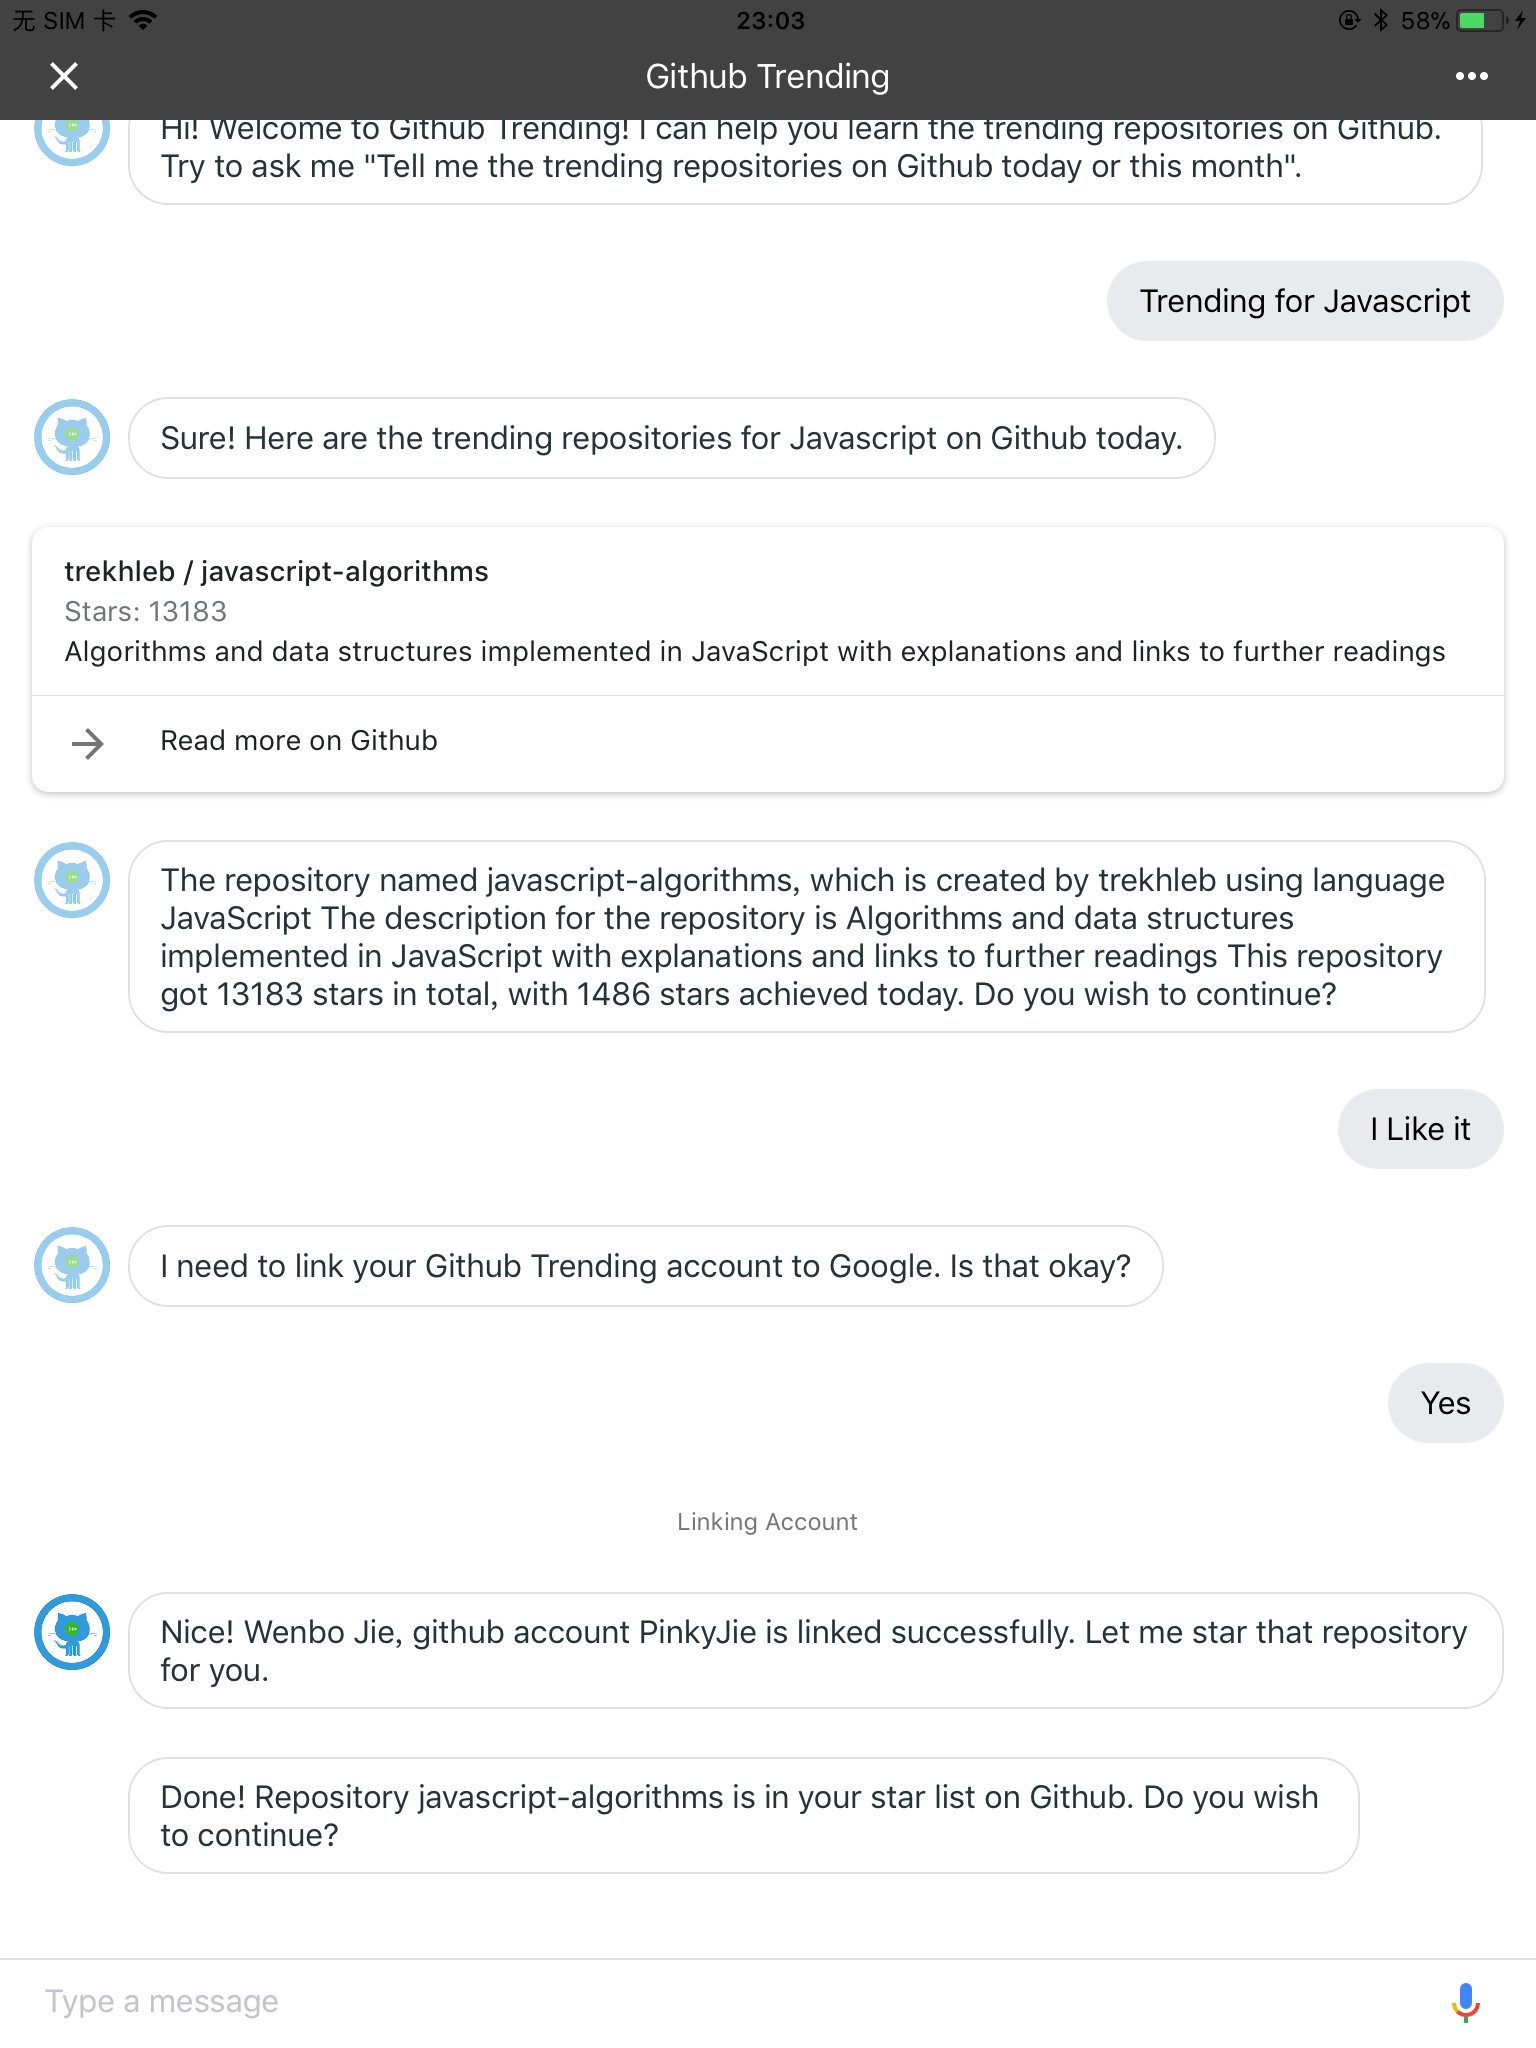 无 SIM 卡
23:03
58%
Github Trending
Hi! Welcome to Github Trending! I can help you learn the trending repositories on Github.
Try to ask me "Tell me the trending repositories on Github today or this month".
Trending for Javascript
Sure! Here are the trending repositories for Javascript on Github today.
trekhleb / javascript-algorithms
Stars: 13183
Algorithms and data structures implemented in JavaScript with explanations and links to further readings
Read more on Github
The repository named javascript-algorithms, which is created by trekhleb using language
JavaScript The description for the repository is Algorithms and data structures
implemented in JavaScript with explanations and links to further readings This repository
got 13183 stars in total, with 1486 stars achieved today. Do you wish to continue?
I Like it
I need to link your Github Trending account to Google. Is that okay?
Yes
Linking Account
Nice! Wenbo Jie, github account PinkyJie is linked successfully. Let me star that repository
for you.
Done! Repository javascript-algorithms is in your star list on Github. Do you wish
to continue?
Type a message